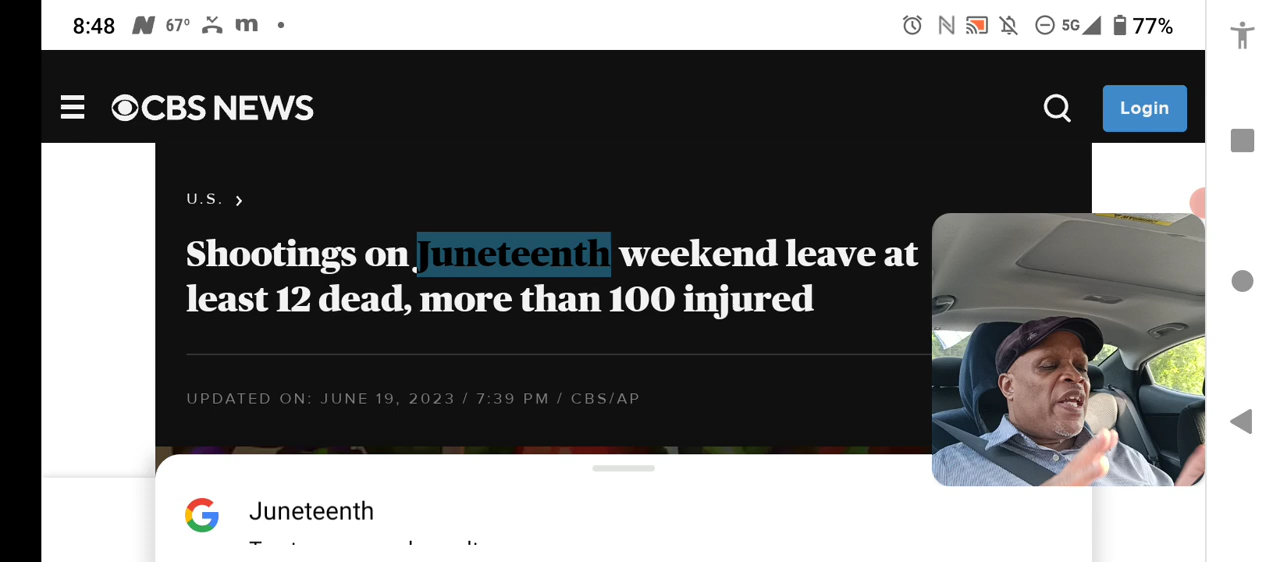 8:48 67° m 5G 77%
CBS NEWS
Login
U.S.
Shootings on Juneteenth weekend leave at
least 12 dead, more than 100 injured
UPDATED ON: JUNE 19, 2023 / 7:39 PM / CBS/AP
Juneteenth